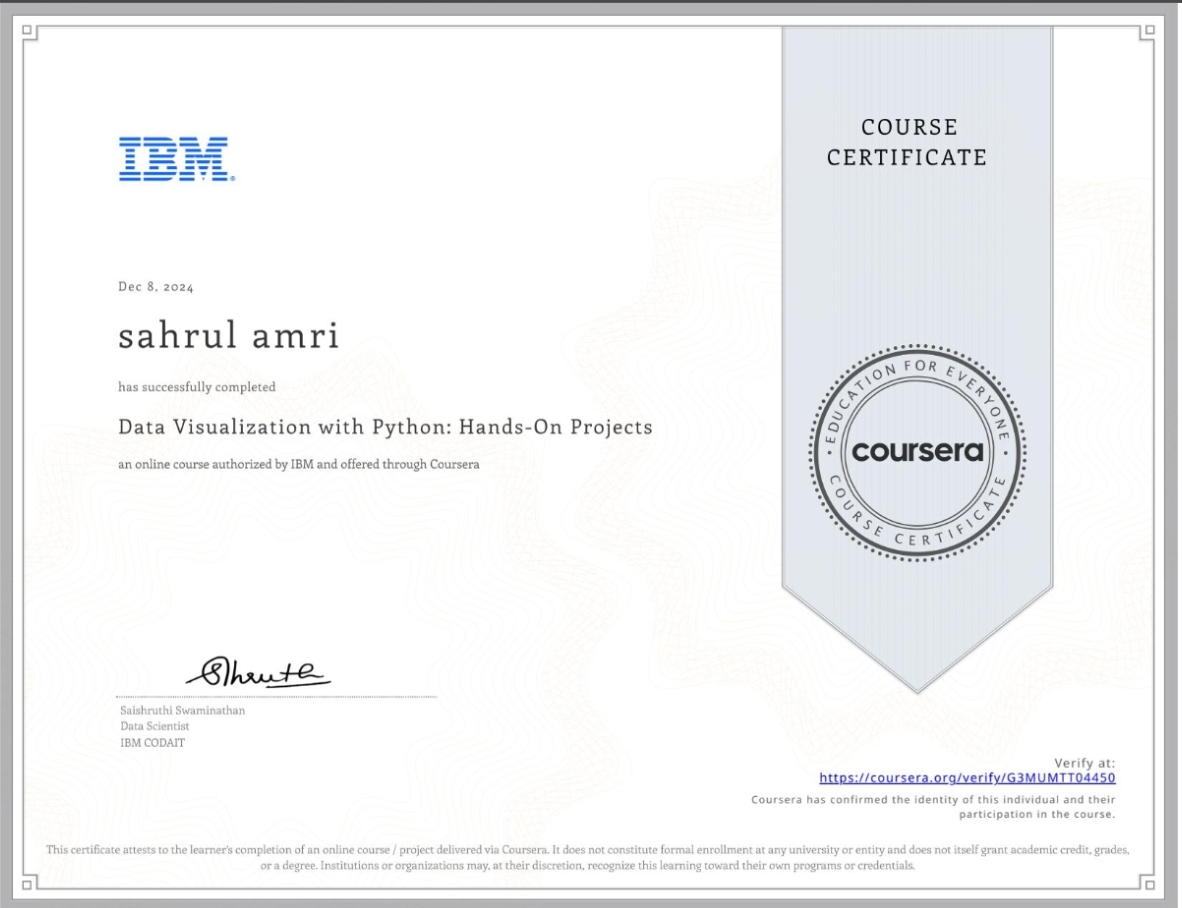 IBM®
COURSE
CERTIFICATE
Dec 8, 2024
sahrul amri
has successfully completed
Data Visualization with Python: Hands-On Projects
an online course authorized by IBM and offered through Coursera
EDUCATION FOR EVERYONE
coursera
COURSE CERTIFICATE
Saishruthi Swaminathan
Data Scientist
IBM CODAIT
Verify at:
https://coursera.org/verify/G3MUMTT04450
Coursera has confirmed the identity of this individual and their
participation in the course.
This certificate attests to the learner's completion of an online course / project delivered via Coursera. It does not constitute formal enrollment at any university or entity and does not itself grant academic credit, grades,
or a degree. Institutions or organizations may, at their discretion, recognize this learning toward their own programs or credentials.